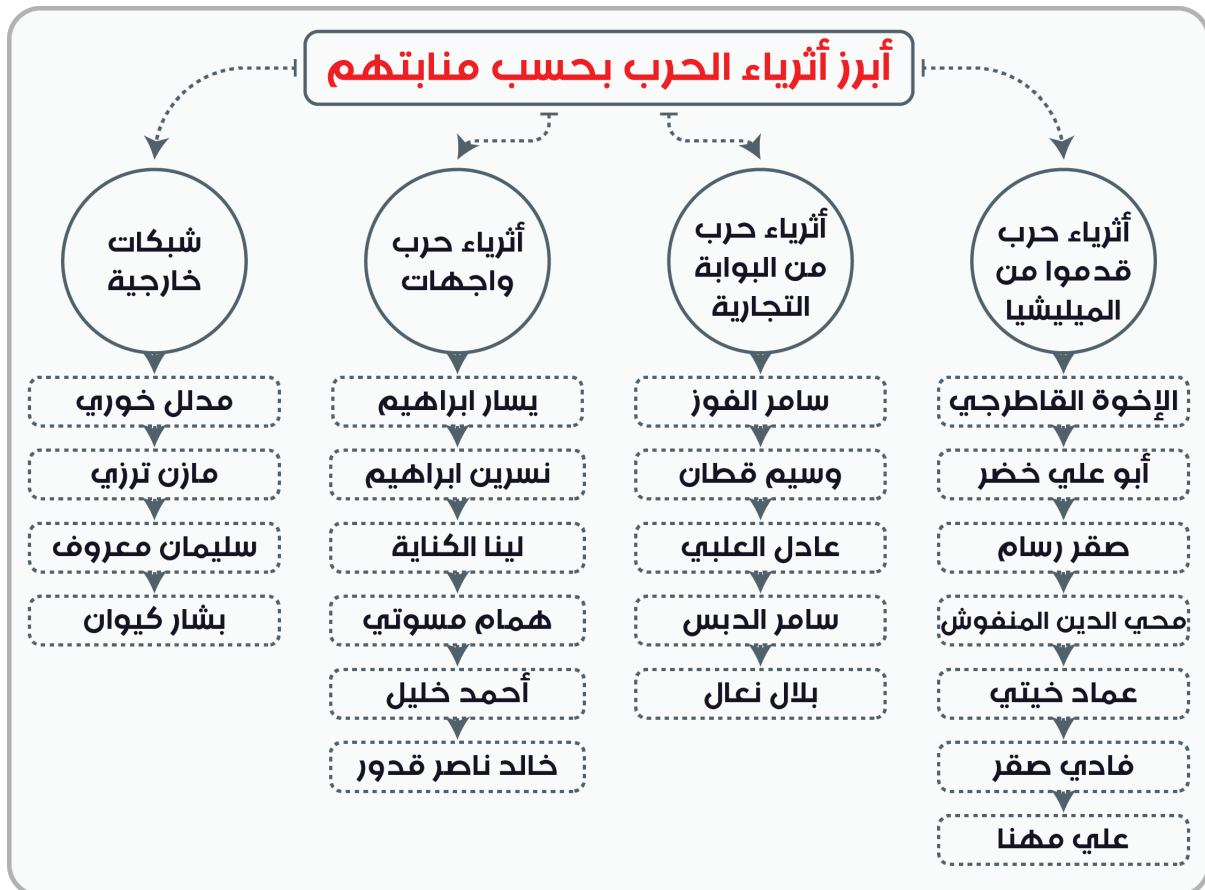 أبرز أثرياء الحرب بحسب منابتهم
أثرياء حرب
قدموا من
الميليشيا
الإخوة القاطرجي
أبو علي خضر
صقر رسام
محي الدين المنفوش
عماد خيتي
فادي صقر
علي مهنا
أثرياء حرب
من البوابة
التجارية
سامر الفوز
وسيم قطان
عادل العلبي
سامر الدبس
بلال نعال
أثرياء حرب
واجهات
يسار ابراهيم
نسرين ابراهيم
لينا الكناية
همام مسوتي
أحمد خليل
خالد ناصر قدور
شبكات
خارجية
مدلل خوري
مازن ترزي
سليمان معروف
بشار كيوان